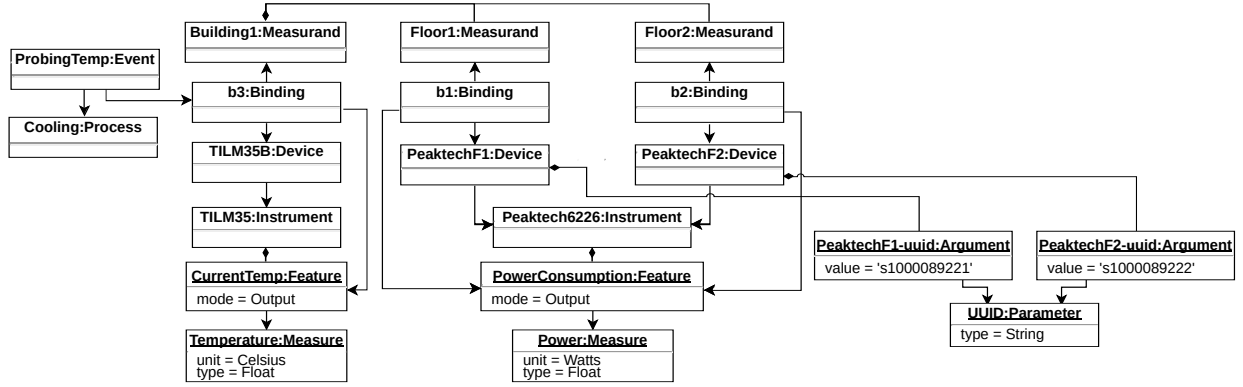 Building1:Measurand
Floor1:Measurand
Floor2:Measurand
ProbingTemp:Event
b3:Binding
b1:Binding
b2:Binding
Cooling:Process
TILM35B:Device
PeaktechF1:Device
PeaktechF2:Device
TILM35:Instrument
Peaktech6226:Instrument
PeaktechF1-uuid:Argument
value = 's1000089221'
PeaktechF2-uuid:Argument
value = 's1000089222'
CurrentTemp:Feature
mode = Output
PowerConsumption:Feature
mode = Output
UUID:Parameter
type = String
Temperature:Measure
unit = Celsius
type = Float
Power:Measure
unit = Watts
type = Float